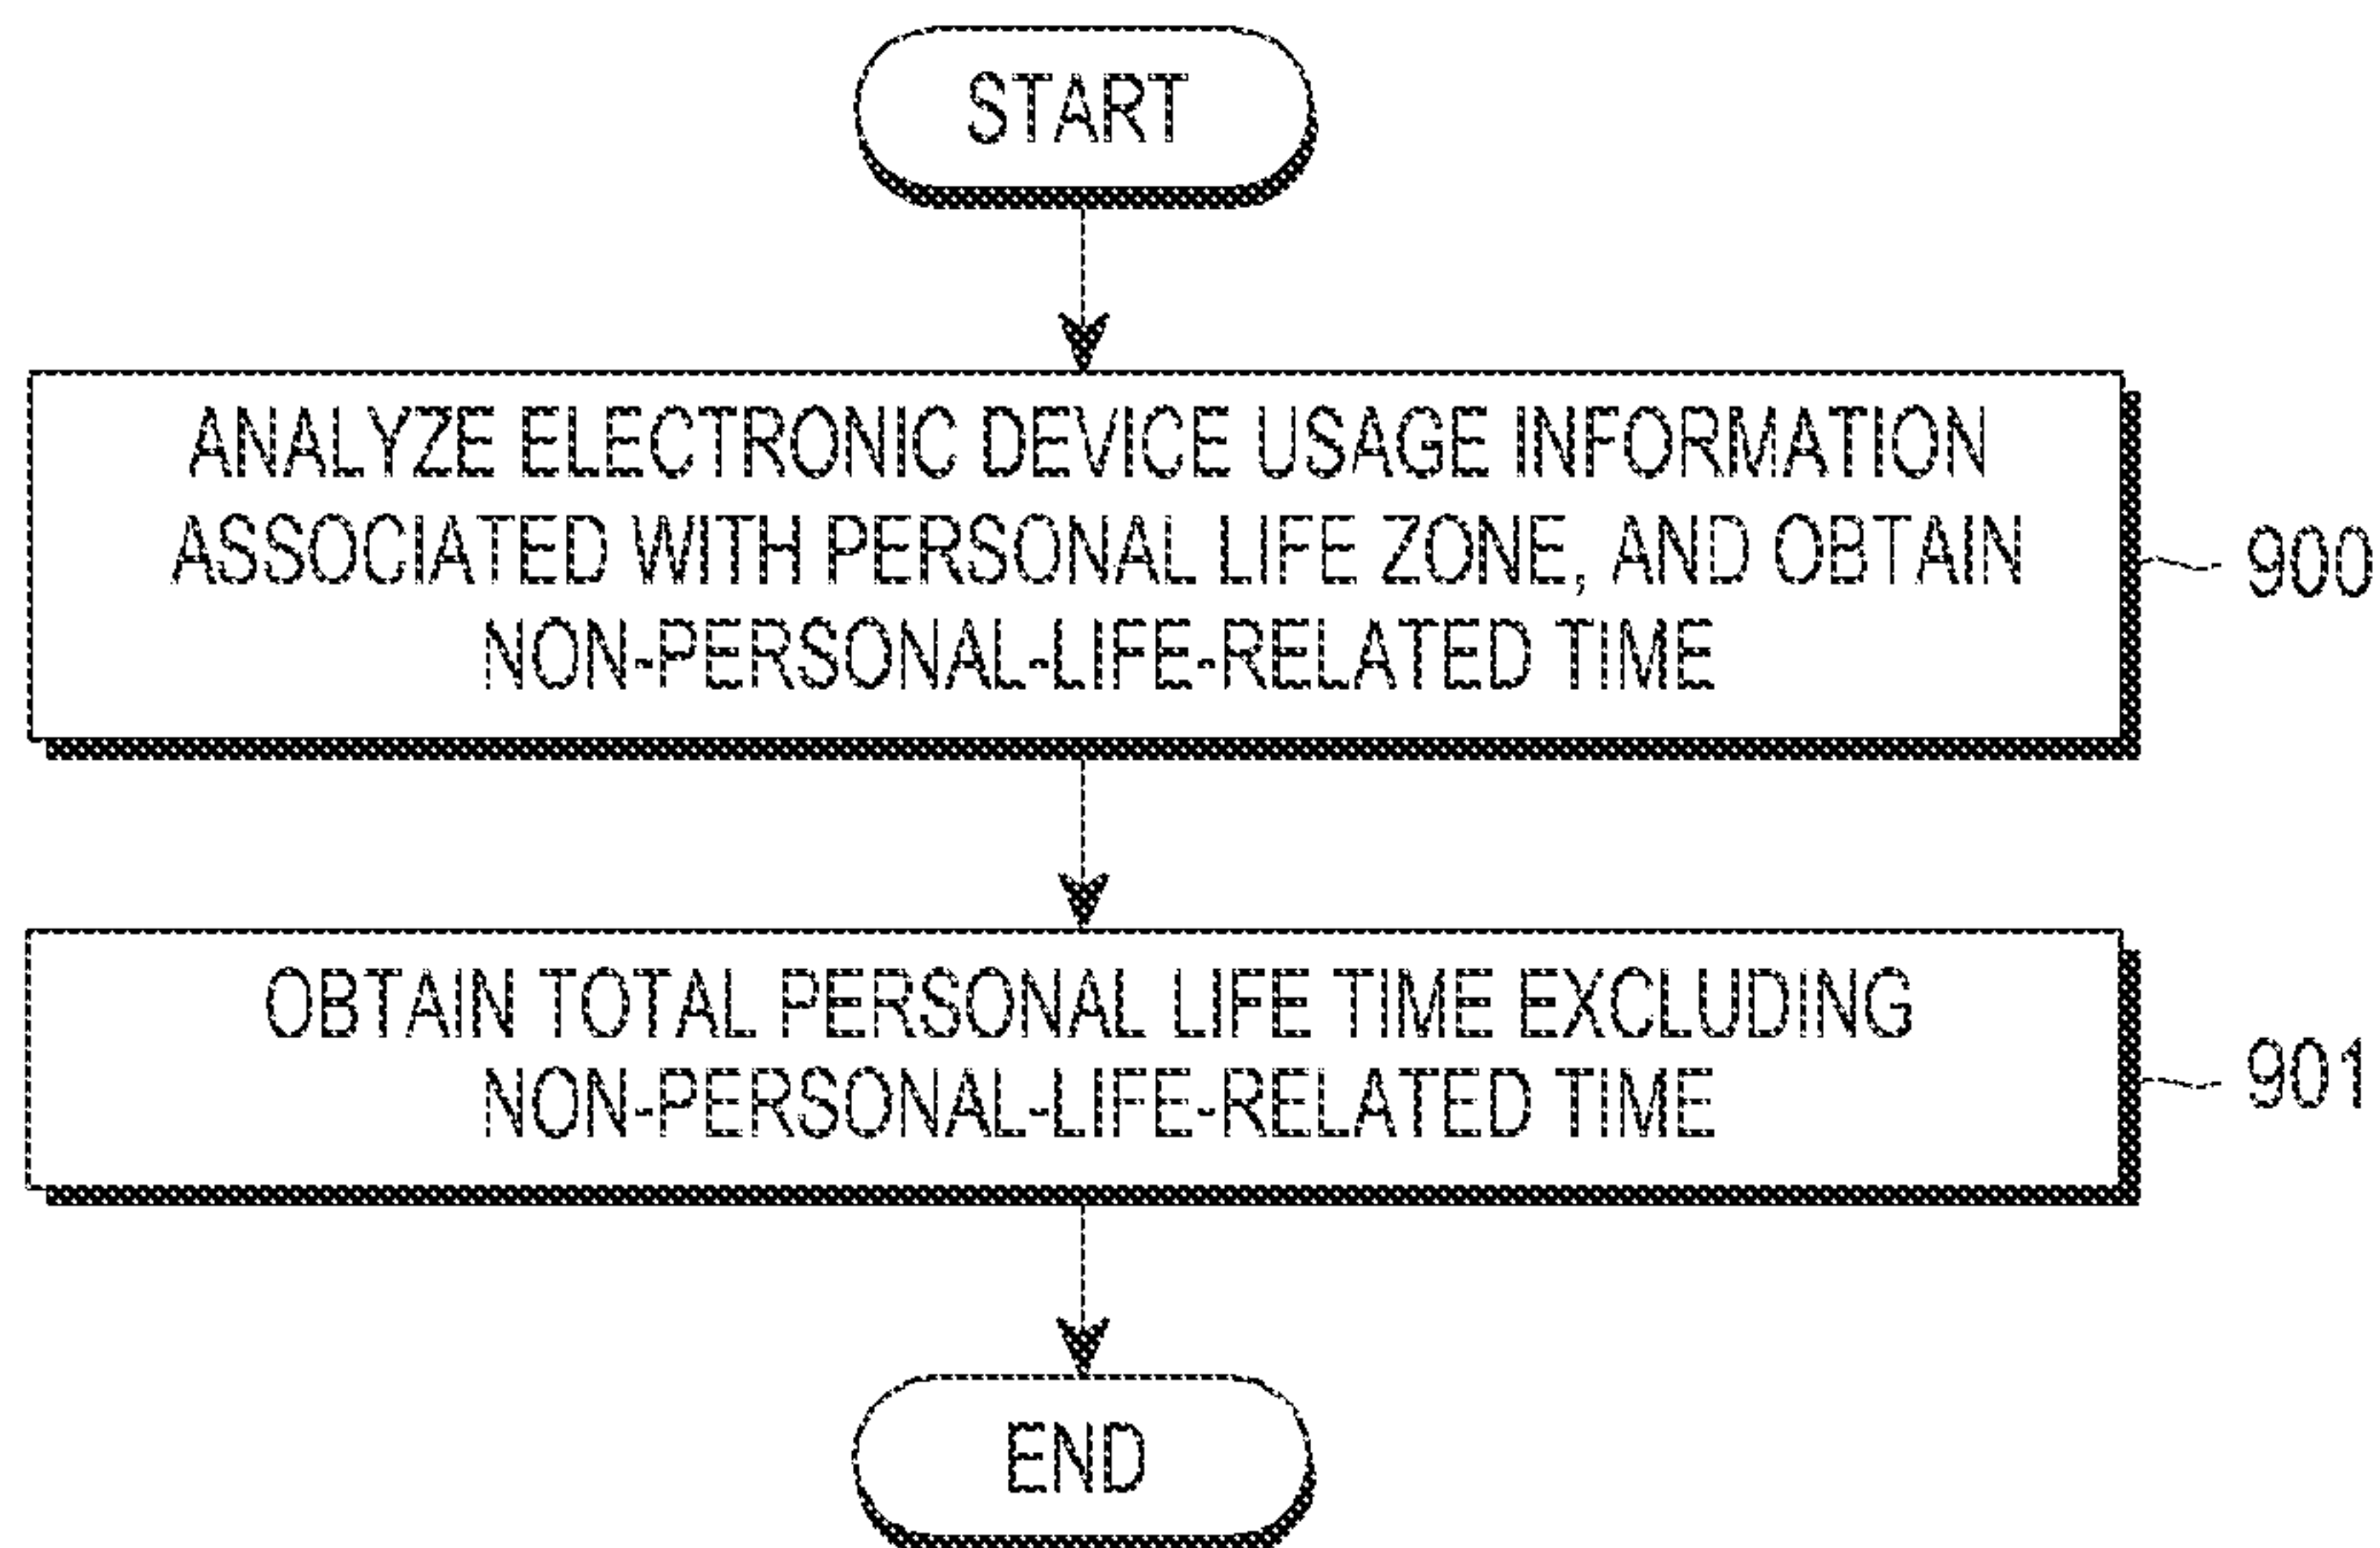 START
ANALYZE ELECTRONIC DEVICE USAGE INFORMATION
ASSOCIATED WITH PERSONAL LIFE ZONE, AND OBTAIN
NON-PERSONAL-LIFE-RELATED TIME
900
OBTAIN TOTAL PERSONAL LIFE TIME EXCLUDING
NON-PERSONAL-LIFE-RELATED TIME
901
END